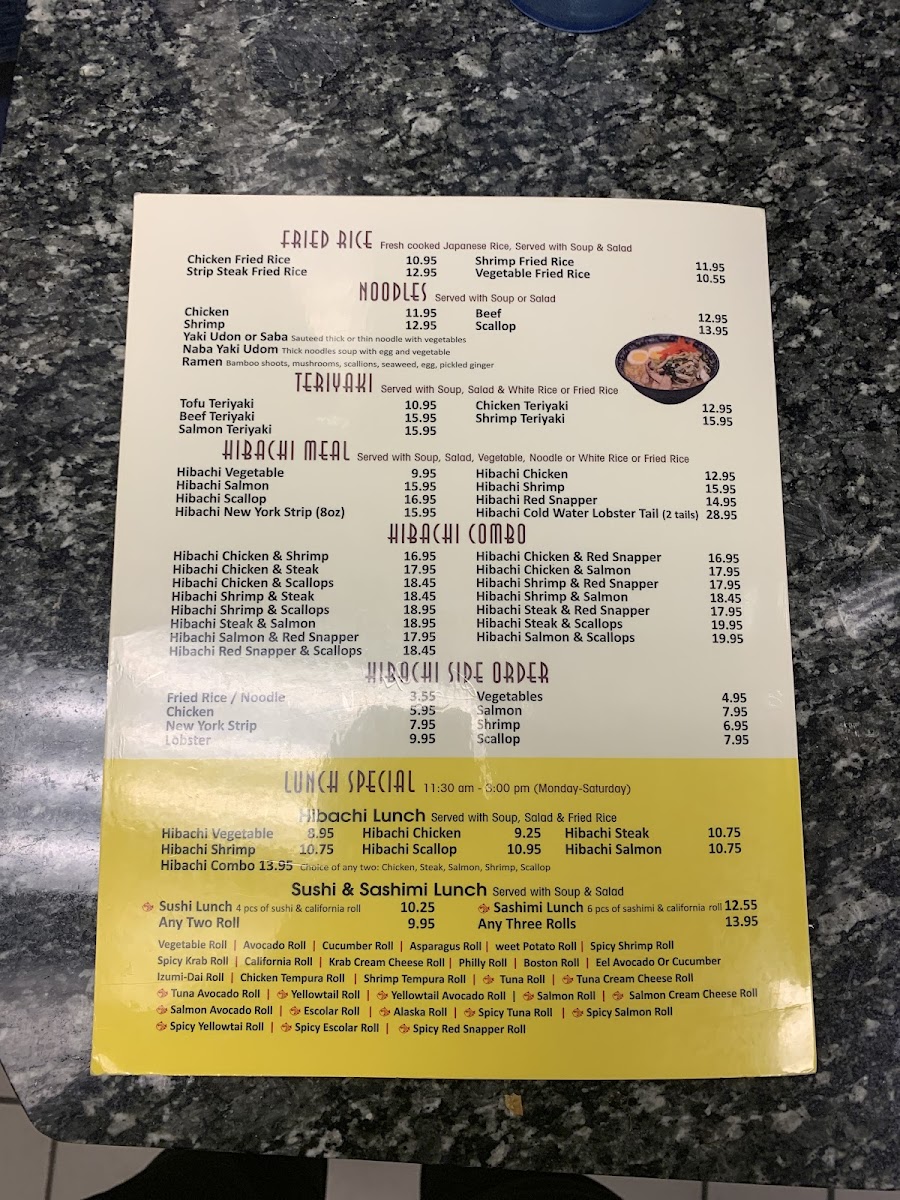 FRIED RICE Fresh cooked Japanese Rice, Served with Soup & Salad
Chicken Fried Rice 10.95 Shrimp Fried Rice 11.95
Strip Steak Fried Rice 12.95 Vegetable Fried Rice 10.55
NOODLES Served with Soup or Salad
Chicken 11.95 Beef 12.95
Shrimp 12.95 Scallop 13.95
Yaki Udon or Saba Sauteed thick or thin noodle with vegetables
Naba Yaki Udom Thick noodles soup with egg and vegetable
Ramen Bamboo shoots, mushrooms, scallions, seaweed, egg, pickled ginger
TERIYAKI Served with Soup, Salad & White Rice or Fried Rice
Tofu Teriyaki 10.95 Chicken Teriyaki 12.95
Beef Teriyaki 15.95 Shrimp Teriyaki 15.95
Salmon Teriyaki 15.95
HIBACHI MEAL Served with Soup, Salad, Vegetable, Noodle or White Rice or Fried Rice
Hibachi Vegetable 9.95 Hibachi Chicken 12.95
Hibachi Salmon 15.95 Hibachi Shrimp 15.95
Hibachi Scallop 16.95 Hibachi Red Snapper 14.95
Hibachi New York Strip (8oz) 15.95 Hibachi Cold Water Lobster Tail (2 tails) 28.95
HIBACHI COMBO
Hibachi Chicken & Shrimp 16.95 Hibachi Chicken & Red Snapper 16.95
Hibachi Chicken & Steak 17.95 Hibachi Chicken & Salmon 17.95
Hibachi Chicken & Scallops 18.45 Hibachi Shrimp & Red Snapper 17.95
Hibachi Shrimp & Steak 18.45 Hibachi Shrimp & Salmon 18.45
Hibachi Shrimp & Scallops 18.95 Hibachi Steak & Red Snapper 17.95
Hibachi Steak & Salmon 18.95 Hibachi Steak & Scallops 19.95
Hibachi Salmon & Red Snapper 17.95 Hibachi Salmon & Scallops 19.95
Hibachi Red Snapper & Scallops 18.45
HIBACHI SIDE ORDER
Fried Rice / Noodle 3.55 Vegetables 4.95
Chicken 5.95 Salmon 7.95
New York Strip 7.95 Shrimp 6.95
Lobster 9.95 Scallop 7.95
LUNCH SPECIAL 11:30 am - 3:00 pm (Monday-Saturday)
Hibachi Lunch Served with Soup, Salad & Fried Rice
Hibachi Vegetable 8.95 Hibachi Chicken 9.25 Hibachi Steak 10.75
Hibachi Shrimp 10.75 Hibachi Scallop 10.95 Hibachi Salmon 10.75
Hibachi Combo 13.95 Choice of any two: Chicken, Steak, Salmon, Shrimp, Scallop
Sushi & Sashimi Lunch Served with Soup & Salad
Sushi Lunch 4 pcs of sushi & california roll 10.25 Sashimi Lunch 6 pcs of sashimi & california roll 12.55
Any Two Roll 9.95 Any Three Rolls 13.95
Vegetable Roll | Avocado Roll | Cucumber Roll | Asparagus Roll | weet Potato Roll | Spicy Shrimp Roll
Spicy Krab Roll | California Roll | Krab Cream Cheese Roll | Philly Roll | Boston Roll | Eel Avocado Or Cucumber
Izumi-Dai Roll | Chicken Tempura Roll | Shrimp Tempura Roll | Tuna Roll | Tuna Cream Cheese Roll
Tuna Avocado Roll | Yellowtail Roll | Yellowtail Avocado Roll | Salmon Roll | Salmon Cream Cheese Roll
Salmon Avocado Roll | Escolar Roll | Alaska Roll | Spicy Tuna Roll | Spicy Salmon Roll
Spicy Yellowtai Roll | Spicy Escolar Roll | Spicy Red Snapper Roll